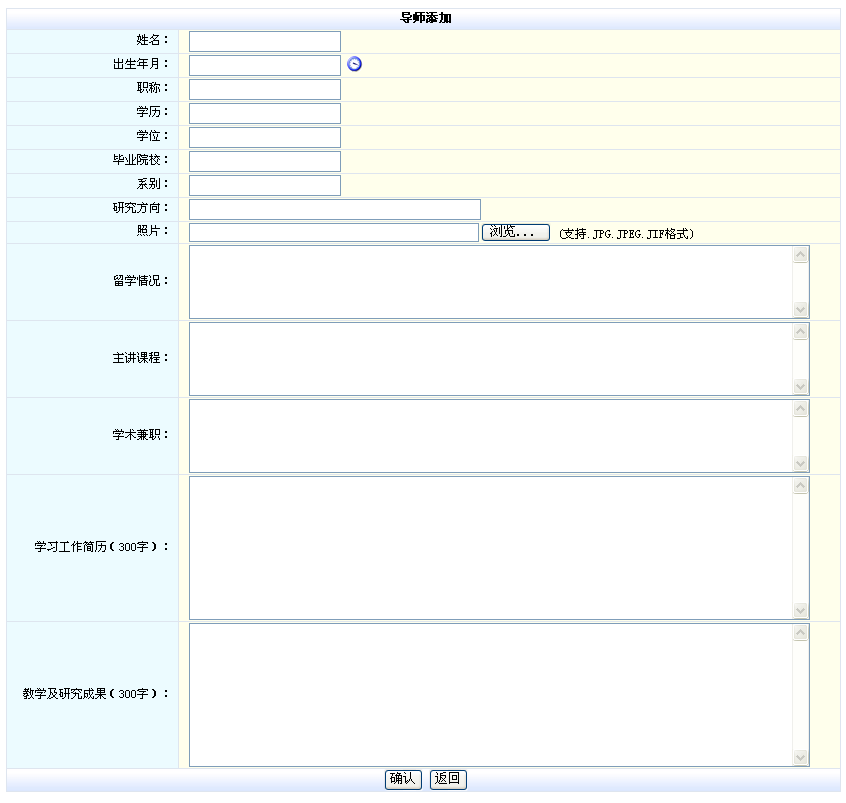 导师添加
姓名：
出生年月：
职称：
学历：
学位：
毕业院校：
系别：
研究方向：
照片： 浏览... (支持.JPG.JPEG.JIF格式)
留学情况：
主讲课程：
学术兼职：
学习工作简历（300字）：
教学及研究成果（300字）：
确认 返回